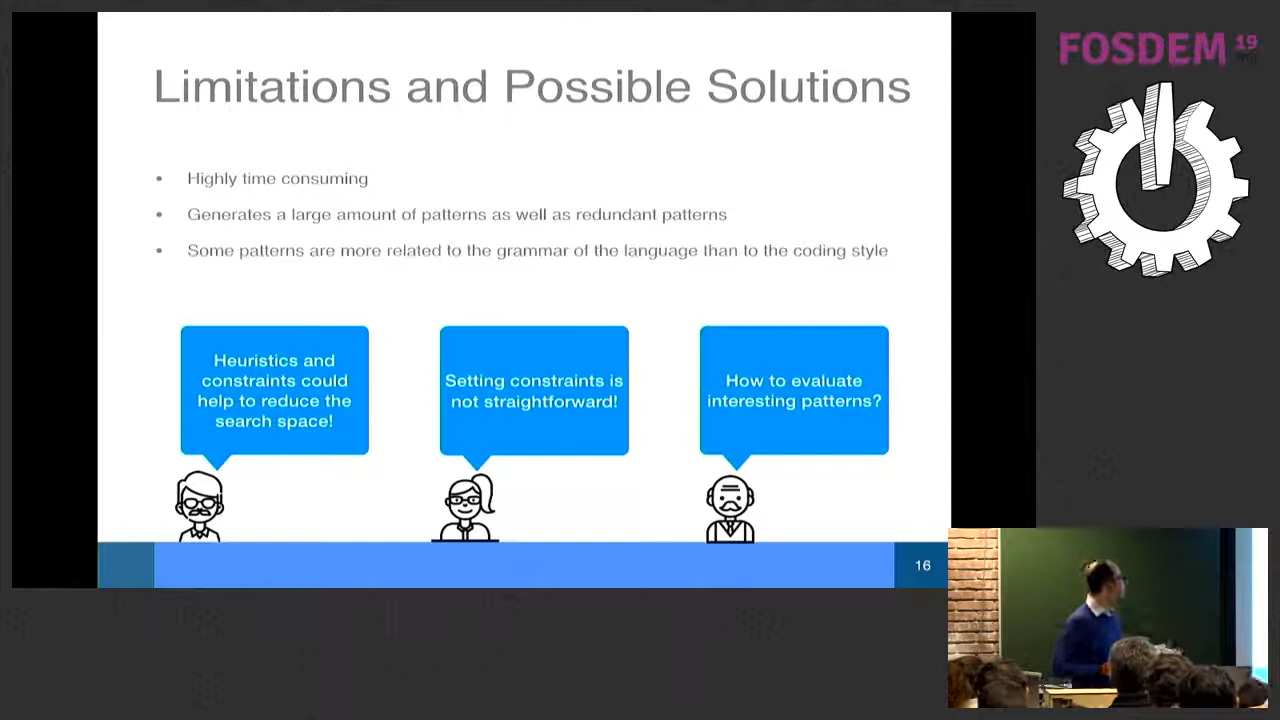 Limitations and Possible Solutions
• Highly time consuming
• Generates a large amount of patterns as well as redundant patterns
• Some patterns are more related to the grammar of the language than to the coding style
Heuristics and
constraints could
help to reduce the
search space!
Setting constraints is
not straightforward!
How to evaluate
interesting patterns?
16
FOSDEM 19